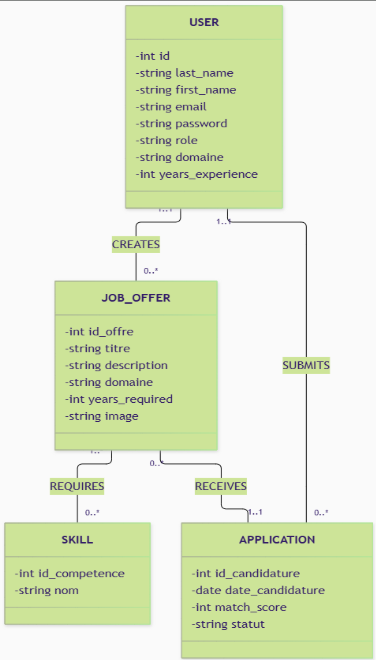 USER
-int id
-string last_name
-string first_name
-string email
-string password
-string role
-string domaine
-int years_experience
1..1
CREATES
0..*
JOB_OFFER
-int id_offre
-string titre
-string description
-string domaine
-int years_required
-string image
SUBMITS
0..*
REQUIRES
RECEIVES
0..*
1..1
0..*
SKILL
-int id_competence
-string nom
APPLICATION
-int id_candidature
-date date_candidature
-int match_score
-string statut